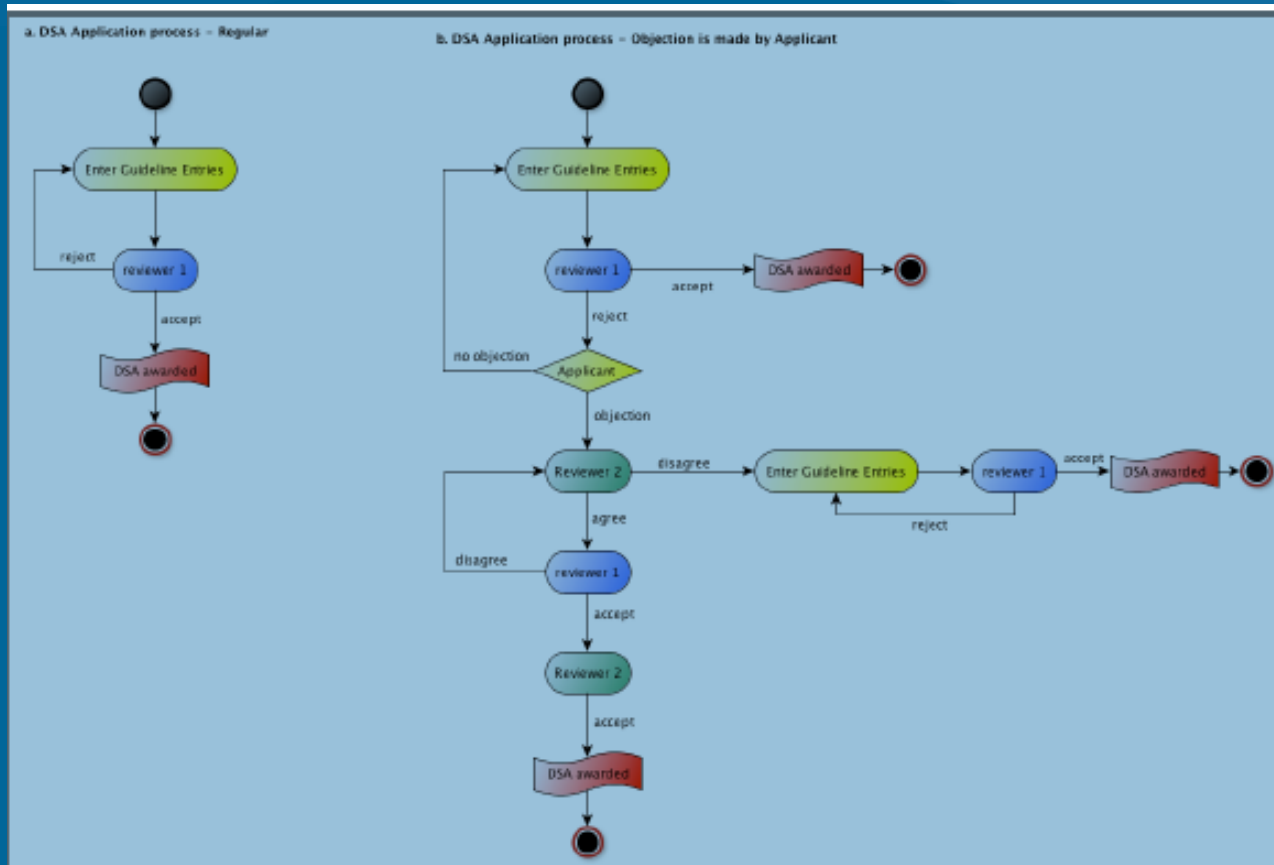 a. DSA Application process – Regular
Enter Guideline Entries
reject
reviewer 1
accept
DSA awarded
b. DSA Application process – Objection is made by Applicant
Enter Guideline Entries
reviewer 1
accept
DSA awarded
reject
no objection
Applicant
objection
Reviewer 2
disagree
Enter Guideline Entries
reviewer 1
accept
DSA awarded
reject
agree
disagree
reviewer 1
accept
Reviewer 2
accept
DSA awarded